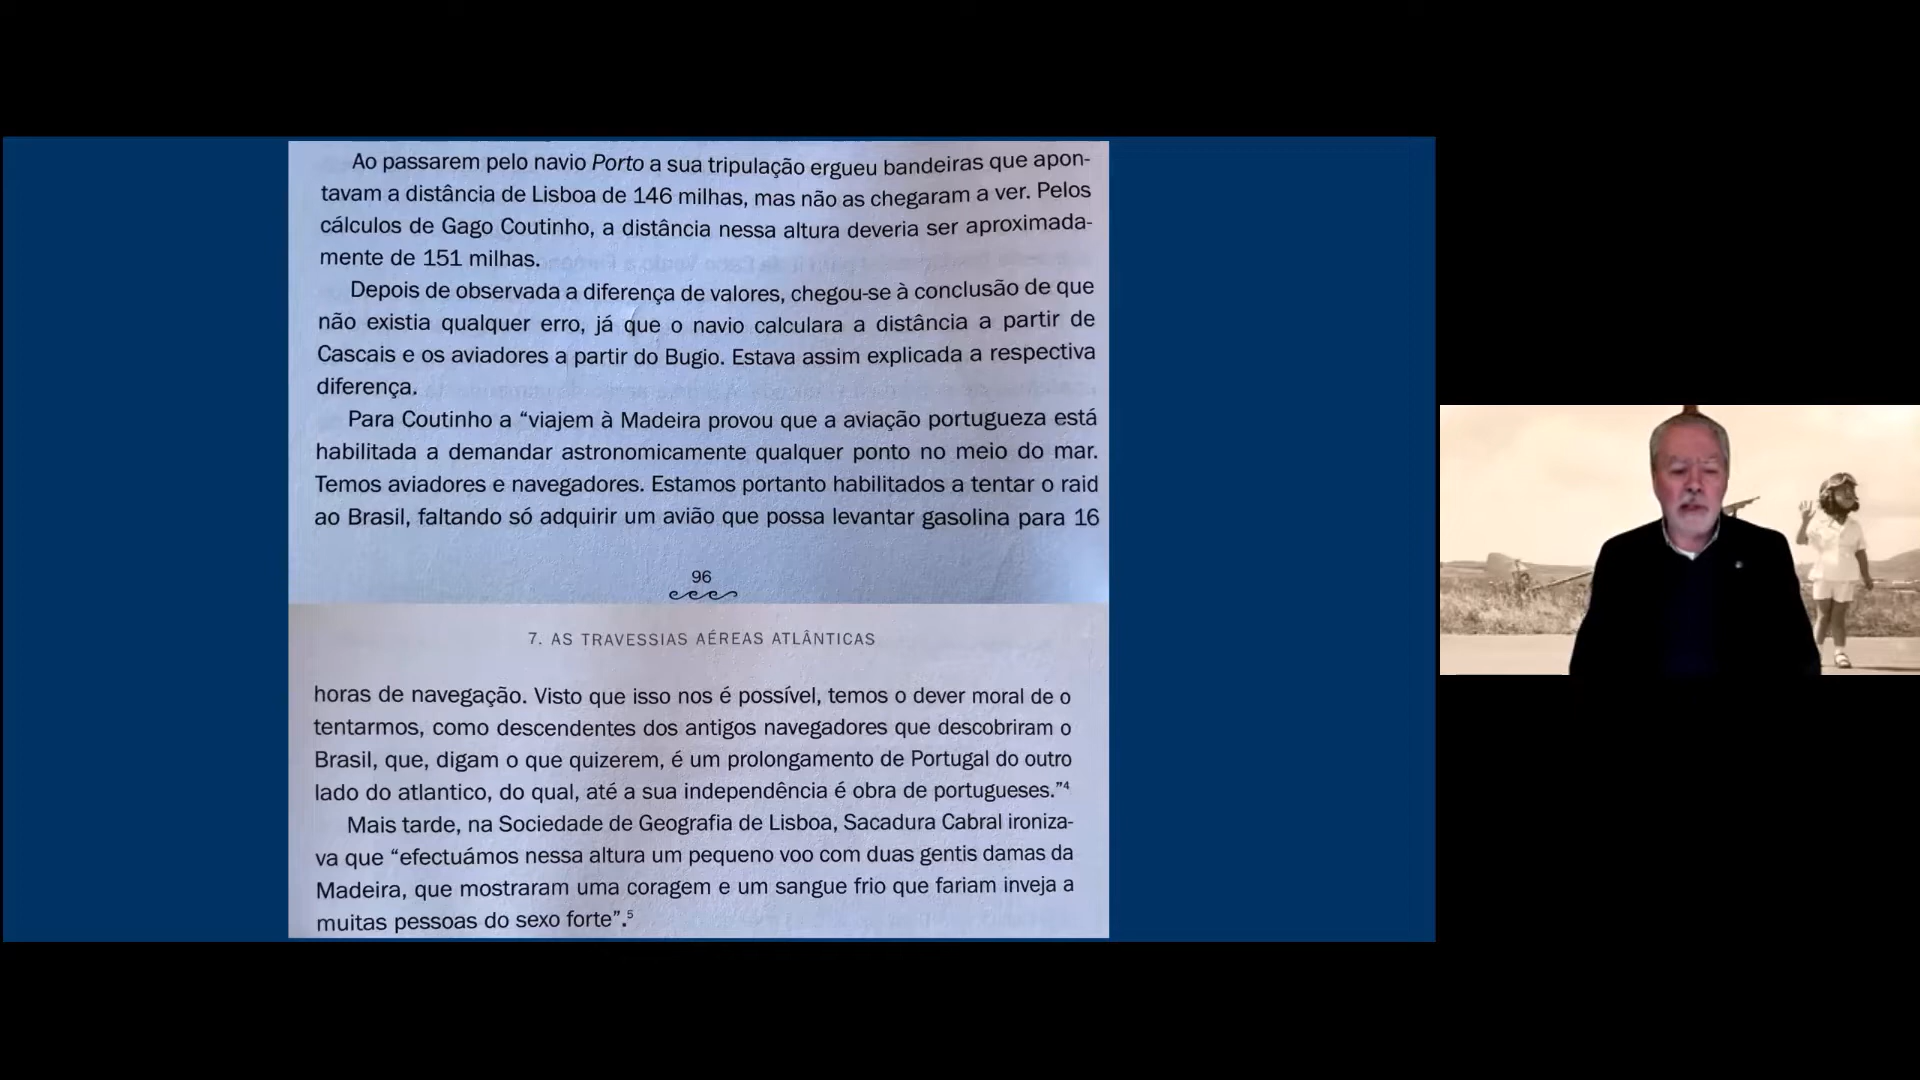 Ao passarem pelo navio Porto a sua tripulação ergueu bandeiras que apon-
tavam a distância de Lisboa de 146 milhas, mas não as chegaram a ver. Pelos
cálculos de Gago Coutinho, a distância nessa altura deveria ser aproximada-
mente de 151 milhas.
Depois de observada a diferença de valores, chegou-se à conclusão de que
não existia qualquer erro, já que o navio calculara a distância a partir de
Cascais e os aviadores a partir do Bugio. Estava assim explicada a respectiva
diferença.
Para Coutinho a “viajem à Madeira provou que a aviação portugueza está
habilitada a demandar astronomicamente qualquer ponto no meio do mar.
Temos aviadores e navegadores. Estamos portanto habilitados a tentar o raid
ao Brasil, faltando só adquirir um avião que possa levantar gasolina para 16
96
7. AS TRAVESSIAS AÉREAS ATLÂNTICAS
horas de navegação. Visto que isso nos é possível, temos o dever moral de o
tentarmos, como descendentes dos antigos navegadores que descobriram o
Brasil, que, digam o que quizerem, é um prolongamento de Portugal do outro
lado do atlantico, do qual, até a sua independência é obra de portugueses.”⁴
Mais tarde, na Sociedade de Geografia de Lisboa, Sacadura Cabral ironiza-
va que “efectuámos nessa altura um pequeno voo com duas gentis damas da
Madeira, que mostraram uma coragem e um sangue frio que fariam inveja a
muitas pessoas do sexo forte”.⁵